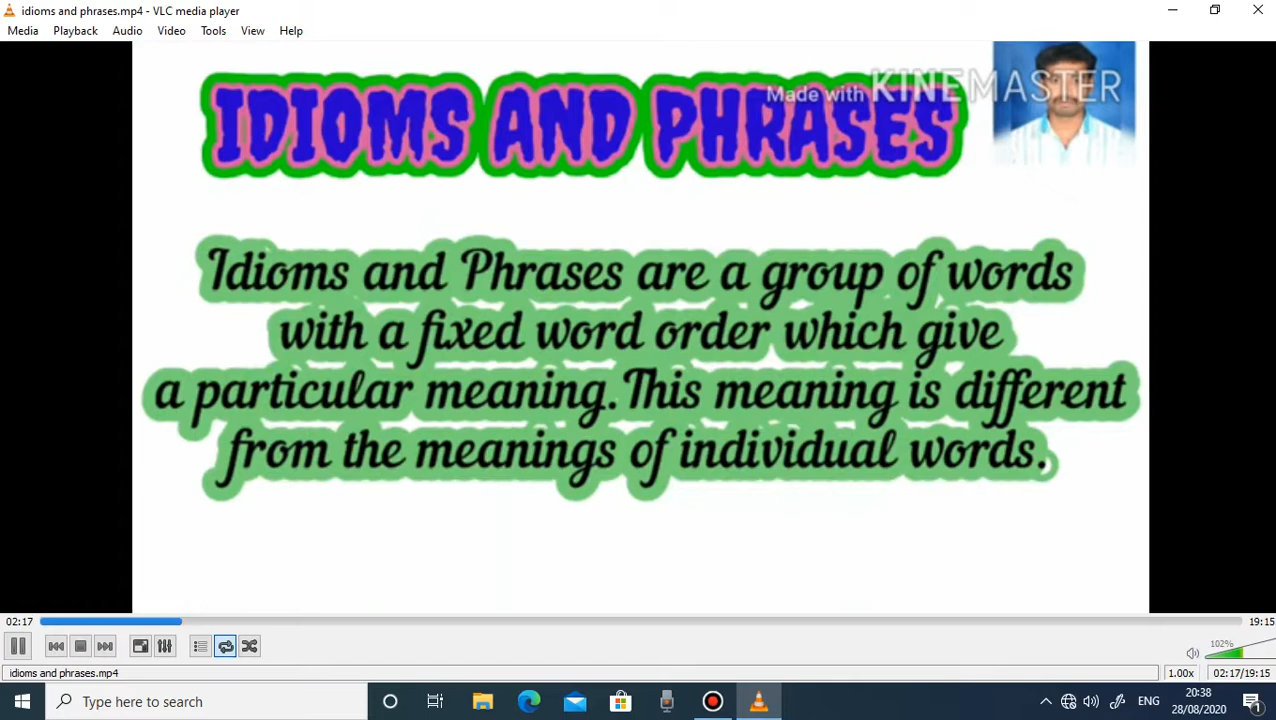 idioms and phrases.mp4 - VLC media player
Media Playback Audio Video Tools View Help
IDIOMS AND PHRASES
Made with KINEMASTER
Idioms and Phrases are a group of words
with a fixed word order which give
a particular meaning.This meaning is different
from the meanings of individual words.
02:17 19:15
102%
idioms and phrases.mp4 1.00x 02:17/19:15
Type here to search ENG 20:38
28/08/2020 1